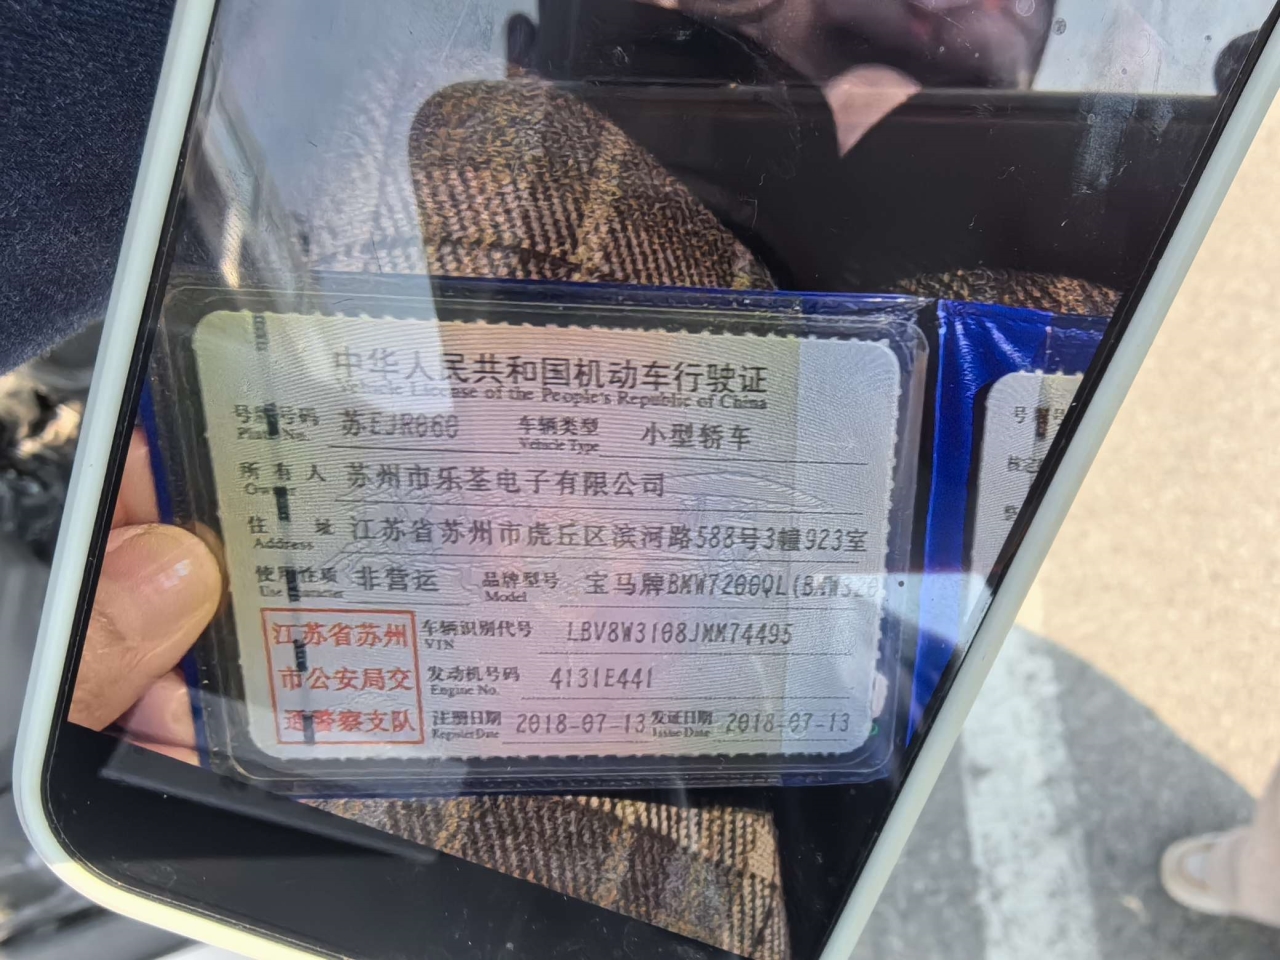 中华人民共和国机动车行驶证
Vehicle License of the People's Republic of China
号牌号码 苏EJR060 车辆类型 小型轿车
Plate No. Vehicle Type
所有人 苏州市乐荃电子有限公司
Owner
住址 江苏省苏州市虎丘区滨河路588号3幢923室
Address
使用性质 非营运 品牌型号 宝马牌BMW7200QL(BMW320
Use Character Model
江苏省苏州 车辆识别代号 LBV8W3108JMM74495
VIN
市公安局交 发动机号码 4131E441
Engine No.
通警察支队 注册日期 2018-07-13 发证日期 2018-07-13
Register Date Issue Date
号牌号
核定